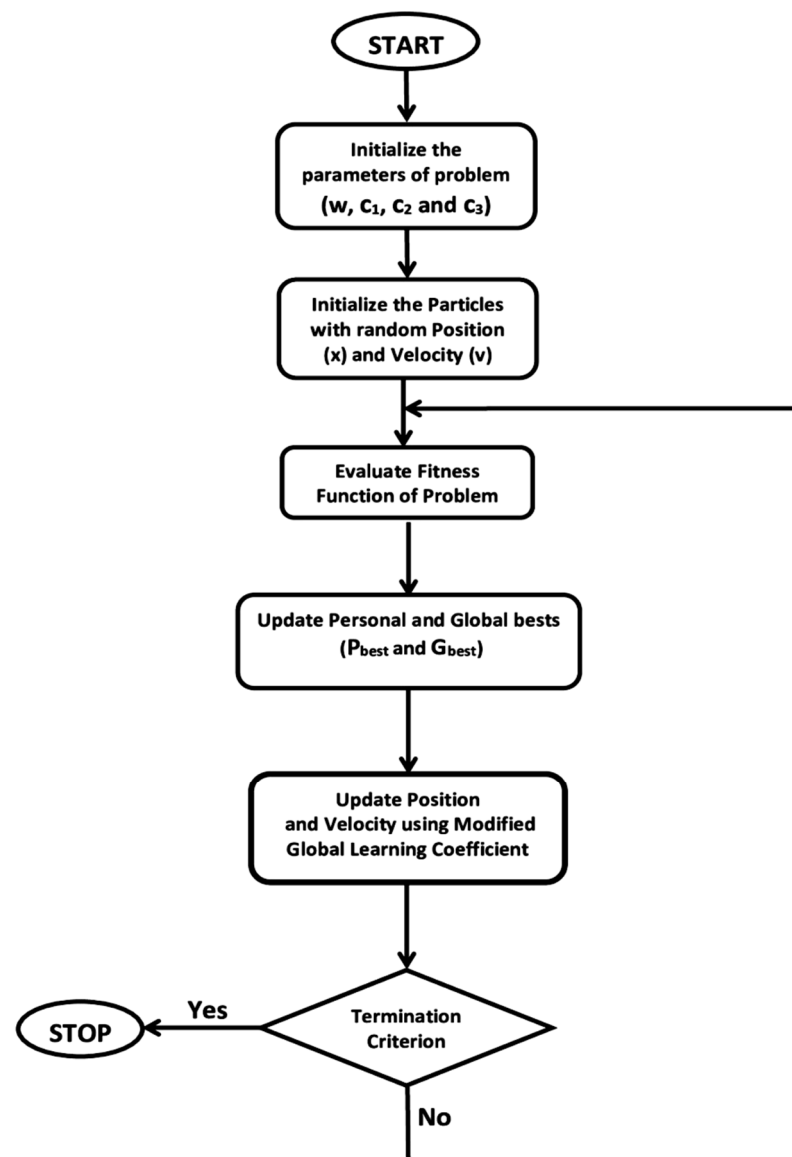 START
Initialize the
parameters of problem
(w, c₁, c₂ and c₃)
Initialize the Particles
with random Position
(x) and Velocity (v)
Evaluate Fitness
Function of Problem
Update Personal and Global bests
(Pbest and Gbest)
Update Position
and Velocity using Modified
Global Learning Coefficient
Termination
Criterion
Yes
STOP
No